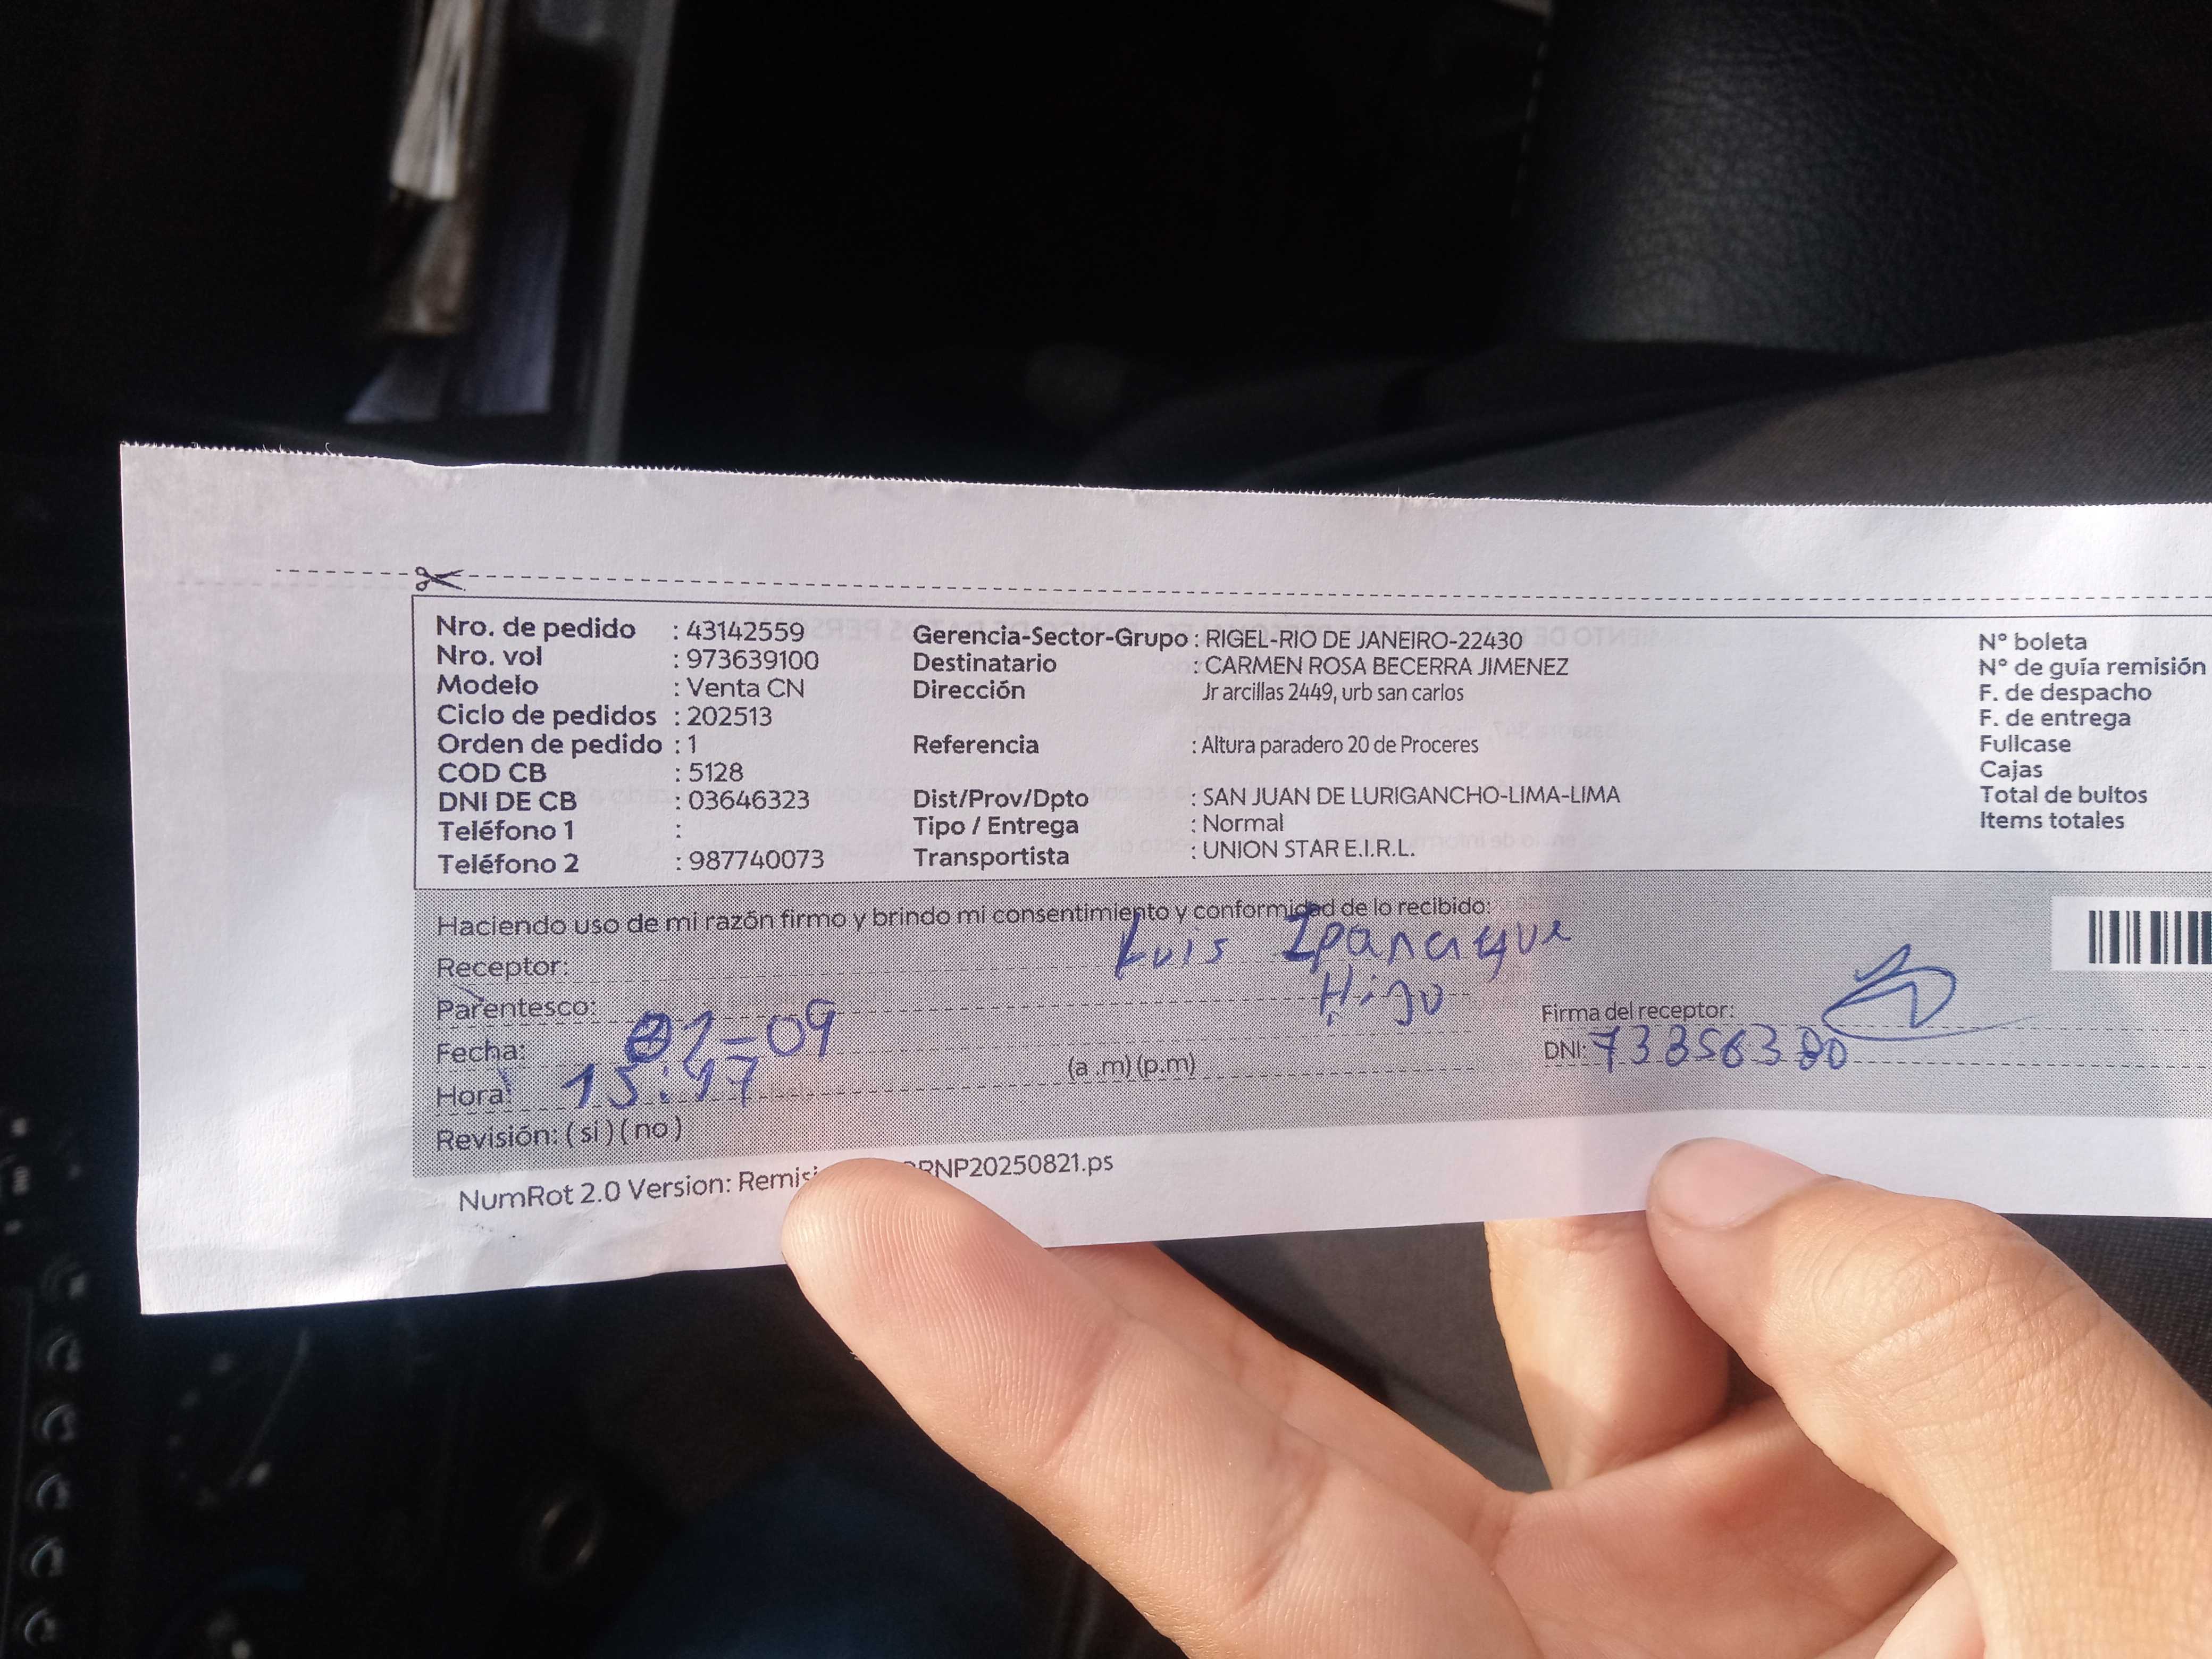 Nro. de pedido : 43142559
Nro. vol : 973639100
Modelo : Venta CN
Ciclo de pedidos : 202513
Orden de pedido : 1
COD CB : 5128
DNI DE CB : 03646323
Teléfono 1 :
Teléfono 2 : 987740073
Gerencia-Sector-Grupo : RIGEL-RIO DE JANEIRO-22430
Destinatario : CARMEN ROSA BECERRA JIMENEZ
Dirección Jr arcillas 2449, urb san carlos
Referencia : Altura paradero 20 de Proceres
Dist/Prov/Dpto : SAN JUAN DE LURIGANCHO-LIMA-LIMA
Tipo / Entrega : Normal
Transportista : UNION STAR E.I.R.L.
N° boleta
N° de guía remisión
F. de despacho
F. de entrega
Fullcase
Cajas
Total de bultos
Items totales
Haciendo uso de mi razón firmo y brindo mi consentimiento y conformidad de lo recibido:
Receptor: Luis Ipanaque
Parentesco: Hijo
Fecha: 01-09
Hora: 15:47 (a .m) (p.m)
Revisión: ( si ) ( no )
Firma del receptor:
DNI:
NumRot 2.0 Version: RNP20250821.ps